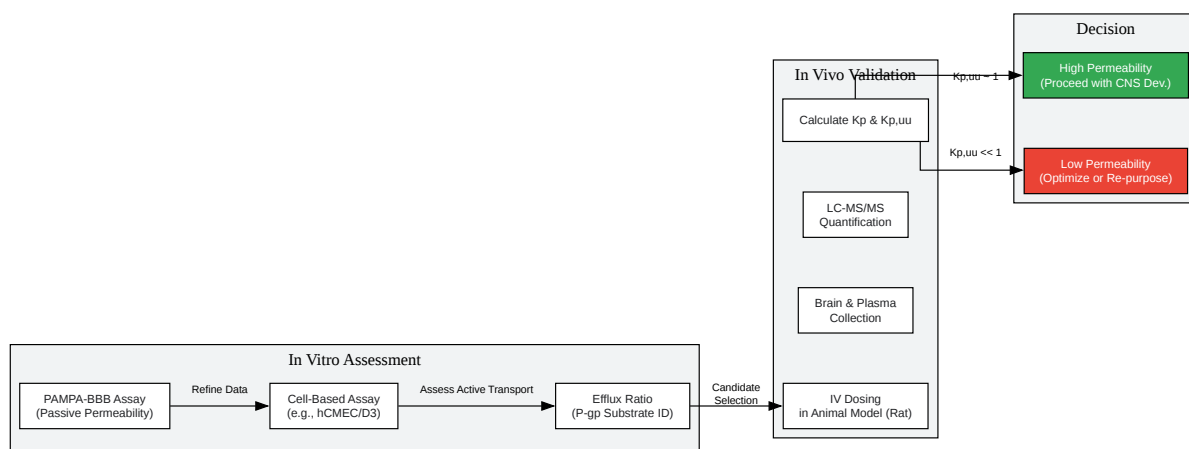 Decision
High Permeability
(Proceed with CNS Dev.)
Kp,uu ~ 1
In Vivo Validation
Calculate Kp & Kp,uu
Kp,uu << 1
Low Permeability
(Optimize or Re-purpose)
LC-MS/MS
Quantification
Brain & Plasma
Collection
In Vitro Assessment
PAMPA-BBB Assay
(Passive Permeability)
Refine Data
Cell-Based Assay
(e.g., hCMEC/D3)
Assess Active Transport
Efflux Ratio
(P-gp Substrate ID)
Candidate
Selection
IV Dosing
in Animal Model (Rat)